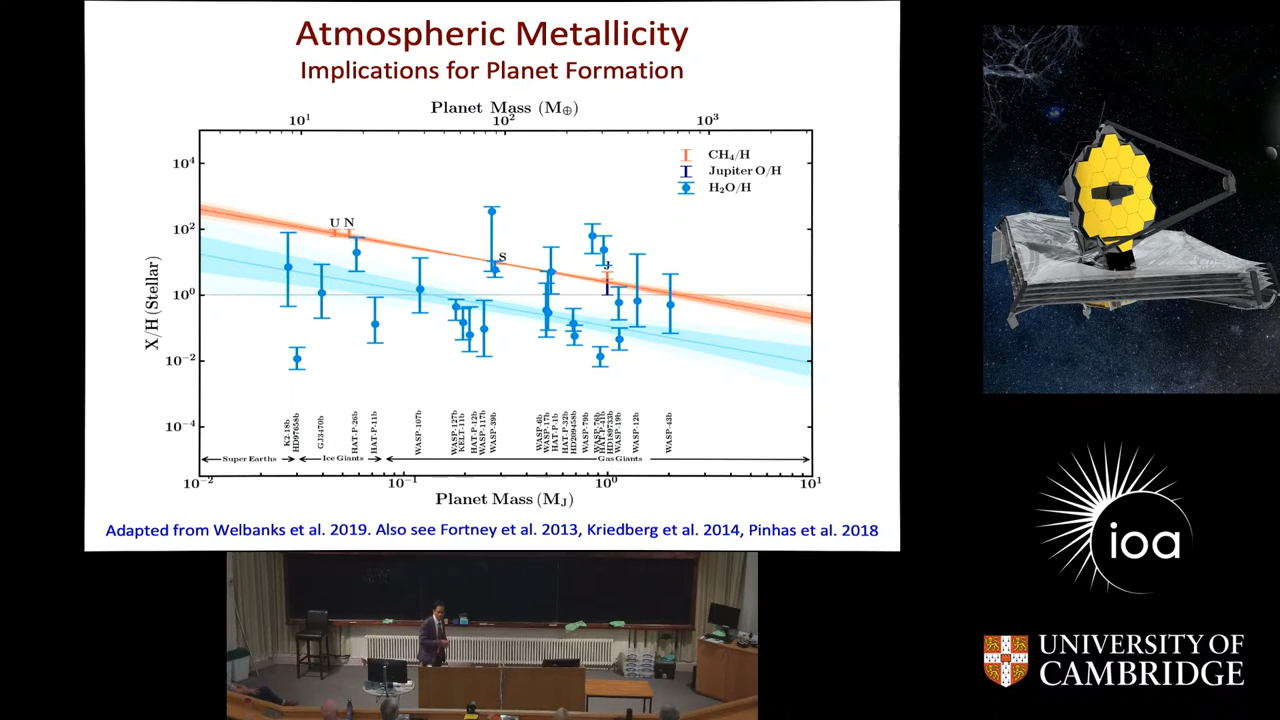 Atmospheric Metallicity
Implications for Planet Formation
Planet Mass (M⊕)
10¹ 10² 10³
CH₄/H
Jupiter O/H
H₂O/H
10⁴
10²
10⁰
10⁻²
10⁻⁴
X/H (Stellar)
U N
S
J
K2-18b
HD97658b
GJ3470b
HAT-P-26b
HAT-P-11b
WASP-107b
WASP-127b
KELT-11b
HAT-P-12b
WASP-117b
WASP-39b
WASP-6b
WASP-17b
HAT-P-1b
HAT-P-32b
HD209458b
WASP-79b
WASP-76b
HAT-P-41b
HD189733b
WASP-19b
WASP-12b
WASP-43b
Super Earths Ice Giants Gas Giants
10⁻² 10⁻¹ 10⁰ 10¹
Planet Mass (MJ)
Adapted from Welbanks et al. 2019. Also see Fortney et al. 2013, Kriedberg et al. 2014, Pinhas et al. 2018
ioa
UNIVERSITY OF
CAMBRIDGE